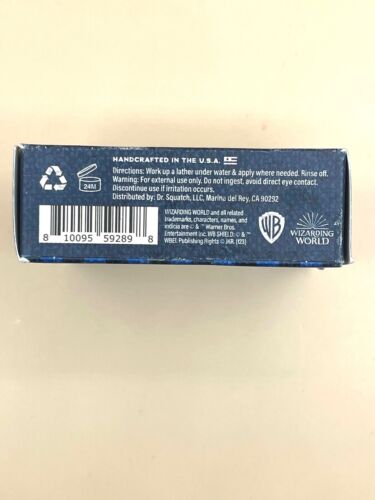 HANDCRAFTED IN THE U.S.A.
Directions: Work up a lather under water & apply where needed. Rinse off.
Warning: For external use only. Do not ingest, avoid direct eye contact.
Discontinue use if irritation occurs.
Distributed by: Dr. Squatch, LLC, Marina del Rey, CA 90292
24M
WIZARDING WORLD and all related
trademarks, characters, names, and
indicia are © & ™ Warner Bros.
Entertainment Inc. WB SHIELD: © & ™
WBEI. Publishing Rights © JKR. (s23)
8 10095 59289 8
WB
WIZARDING
WORLD